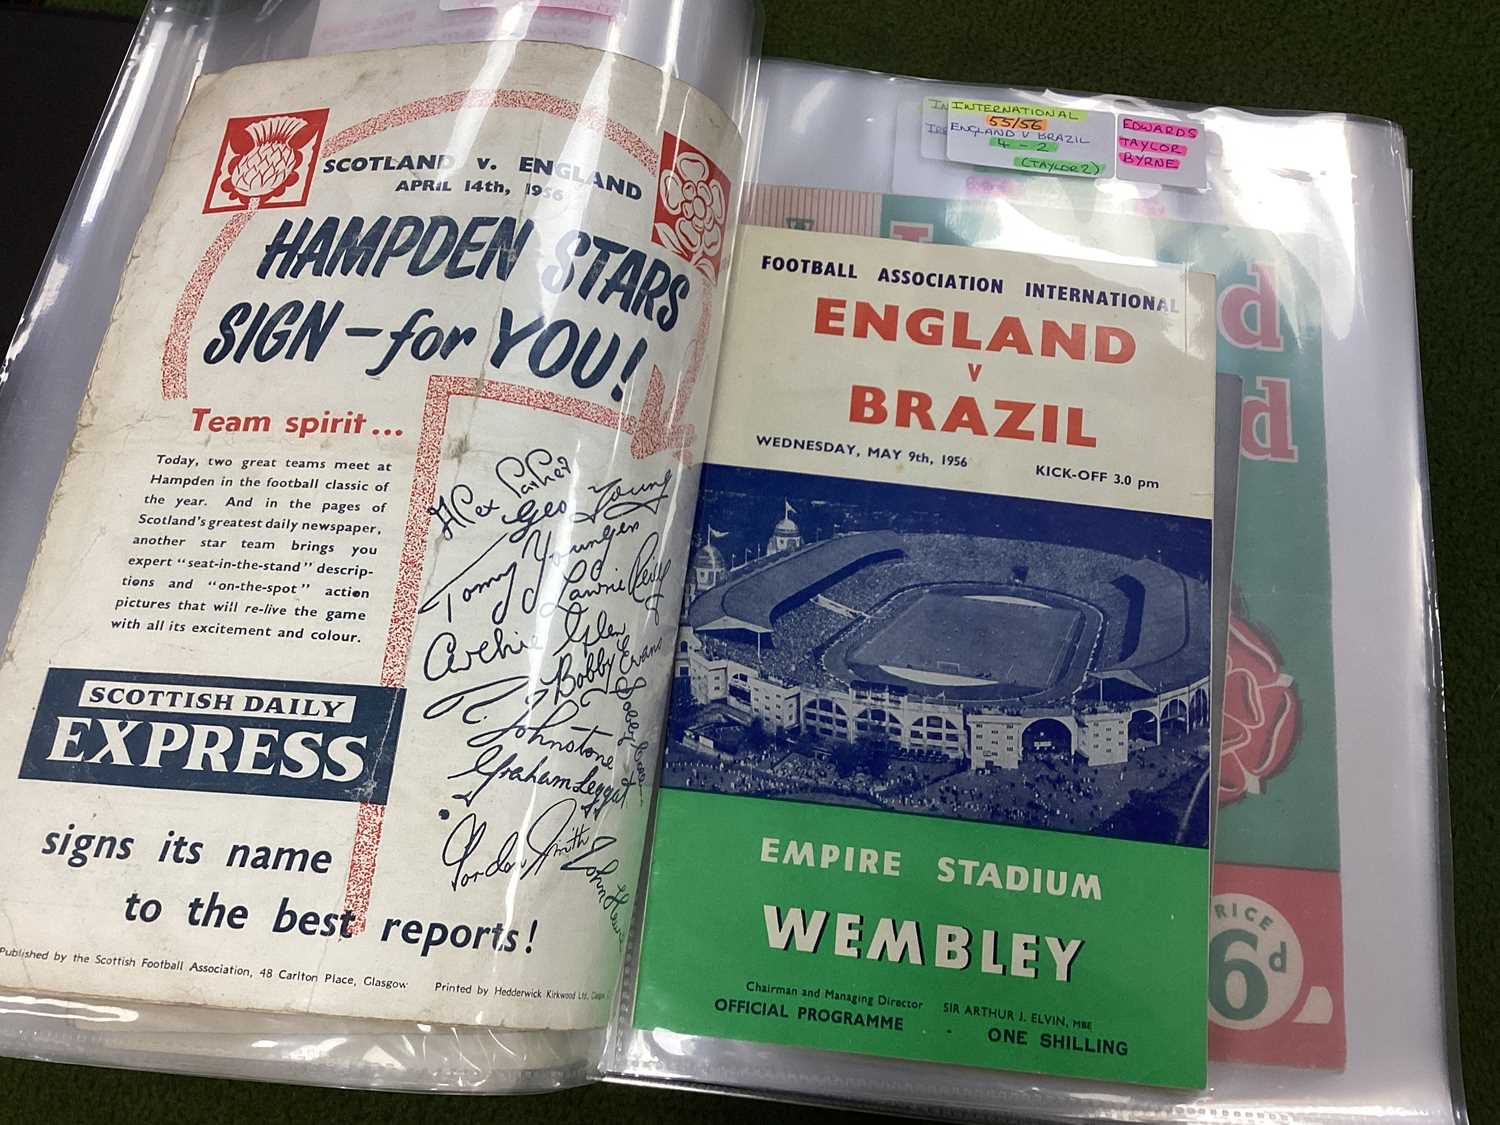 SCOTLAND v. ENGLAND
APRIL 14th, 1956
HAMPDEN STARS
SIGN – for YOU!
Team spirit...
Today, two great teams meet at
Hampden in the football classic of
the year. And in the pages of
Scotland's greatest daily newspaper,
another star team brings you
expert "seat-in-the-stand" descrip-
tions and "on-the-spot" action
pictures that will re-live the game
with all its excitement and colour.
Alex Parker
Geo Young
Tommy Younger
Lawrie Reilly
Archie Glen
Bobby Evans
T. Johnstone
Graham Leggat
Gordon Smith
John
SCOTTISH DAILY
EXPRESS
signs its name
to the best reports!
Published by the Scottish Football Association, 48 Carlton Place, Glasgow
Printed by Hedderwick Kirkwood Ltd,
INTERNATIONAL
55/56
ENGLAND V BRAZIL
4 - 2
(TAYLOR 2)
EDWARDS
TAYLOR
BYRNE
FOOTBALL ASSOCIATION INTERNATIONAL
ENGLAND
V
BRAZIL
WEDNESDAY, MAY 9th, 1956
KICK-OFF 3.0 pm
EMPIRE STADIUM
WEMBLEY
Chairman and Managing Director SIR ARTHUR J. ELVIN, MBE
OFFICIAL PROGRAMME - ONE SHILLING
d
d
RICE
6d